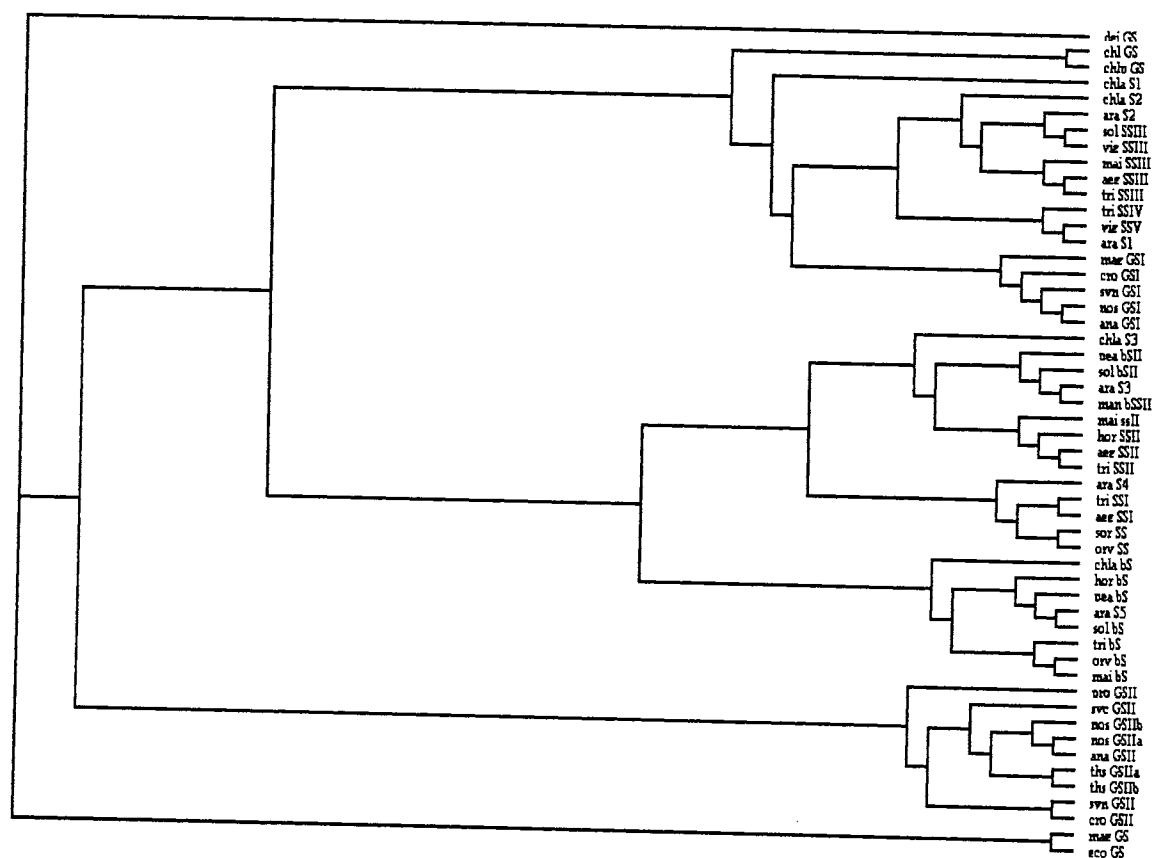 dei GS
chl GS
chlo GS
chla S1
chla S2
ara S2
sol SSIII
vig SSIII
mai SSIII
aeg SSIII
tri SSIII
tri SSIV
vig SSV
ara S1
mag GSI
cro GSI
syn GSI
nos GSI
ana GSI
chla S3
pea bSII
sol bSII
ara S3
man bSSII
mai ssII
hor SSII
aeg SSII
tri SSII
ara S4
tri SSI
aeg SSI
sor SS
ory SS
chla bS
hor bS
pea bS
ara S5
sol bS
tri bS
ory bS
mai bS
pro GSII
syc GSII
nos GSIIb
nos GSIIa
ana GSII
ths GSIIa
ths GSIIb
syn GSII
cro GSII
mag GS
eco GS